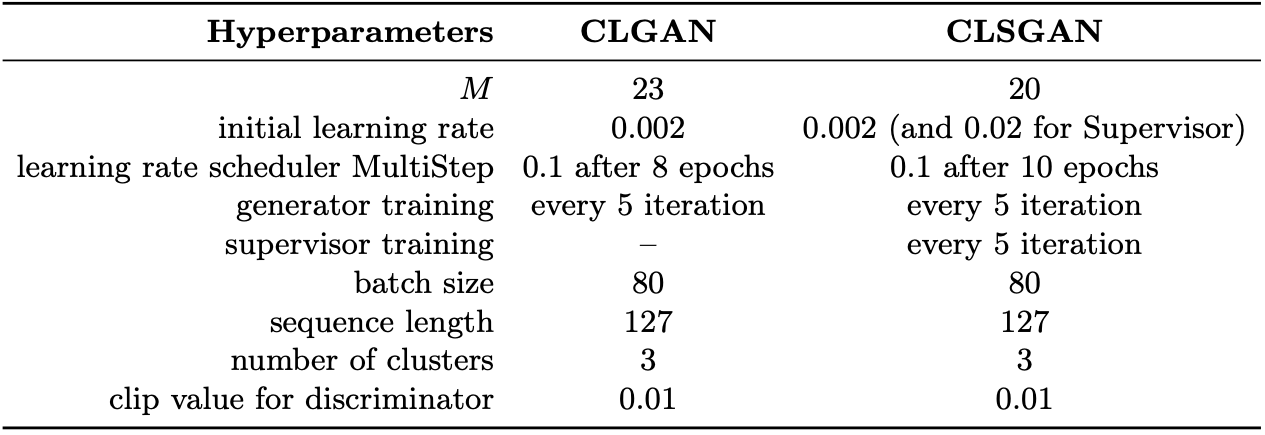 Hyperparameters CLGAN CLSGAN
M 23 20
initial learning rate 0.002 0.002 (and 0.02 for Supervisor)
learning rate scheduler MultiStep 0.1 after 8 epochs 0.1 after 10 epochs
generator training every 5 iteration every 5 iteration
supervisor training – every 5 iteration
batch size 80 80
sequence length 127 127
number of clusters 3 3
clip value for discriminator 0.01 0.01